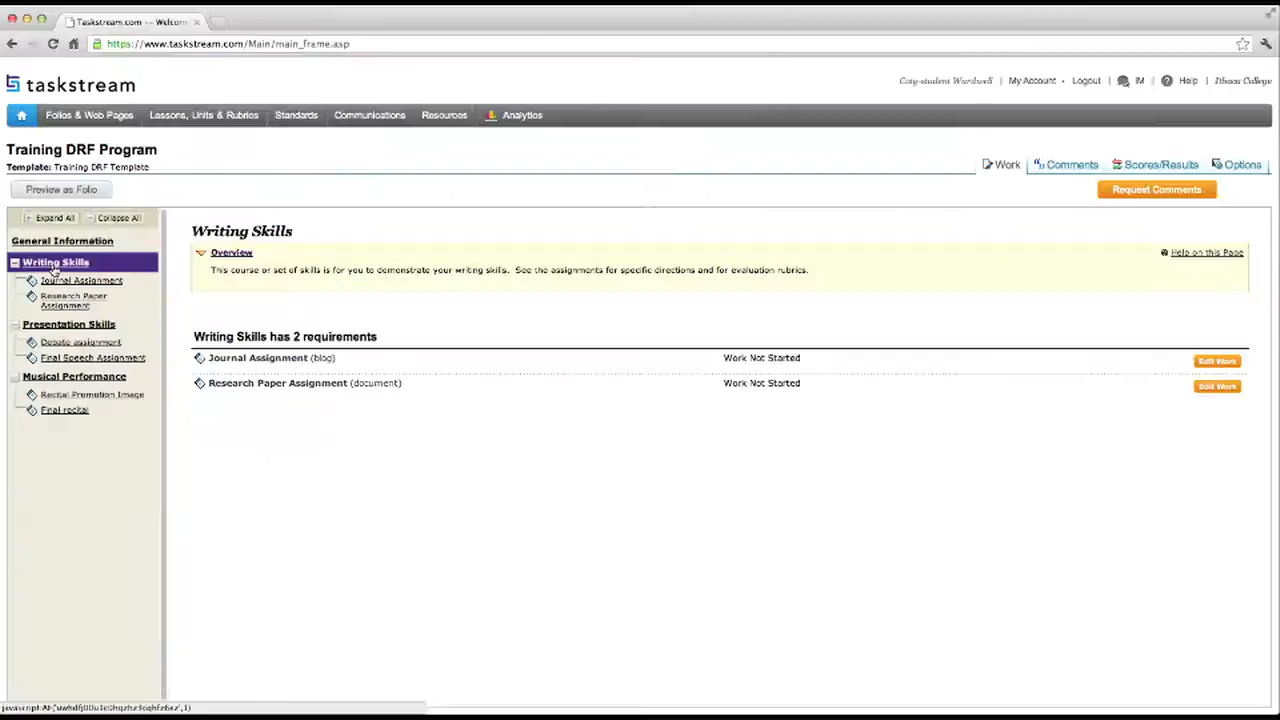 Taskstream.com -- Welcom
https://www.taskstream.com/Main/main_frame.asp
taskstream
Caty-student Wardwell | My Account | Logout | IM | Help | Ithaca College
Folios & Web Pages Lessons, Units & Rubrics Standards Communications Resources Analytics
Training DRF Program
Template: Training DRF Template
Work Comments Scores/Results Options
Preview as Folio
Request Comments
Expand All Collapse All
General Information
Writing Skills
Journal Assignment
Research Paper
Assignment
Presentation Skills
Debate assignment
Final Speech Assignment
Musical Performance
Recital Promotion Image
Final recital
Writing Skills
Overview
Help on this Page
This course or set of skills is for you to demonstrate your writing skills. See the assignments for specific directions and for evaluation rubrics.
Writing Skills has 2 requirements
Journal Assignment (blog) Work Not Started Edit Work
Research Paper Assignment (document) Work Not Started Edit Work